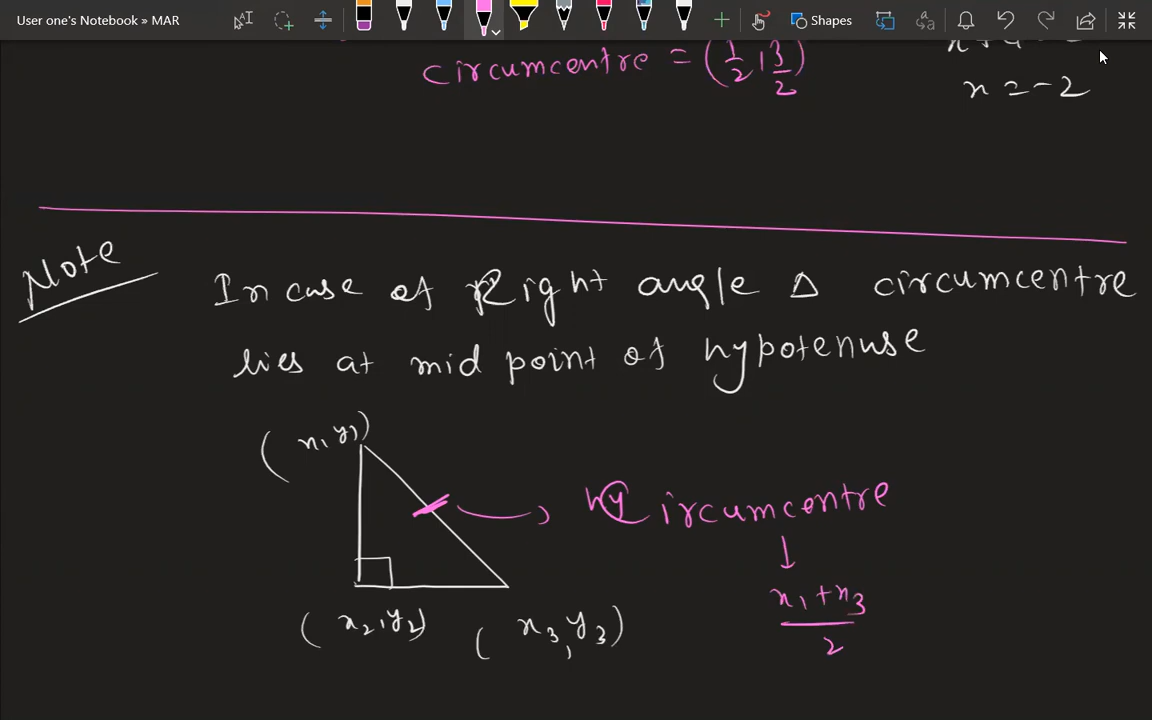 User one's Notebook » MAR
Shapes
circumcentre = (1/2, 3/2)
x = -2
Note
In case of Right angle Δ circumcentre
lies at mid point of hypotenuse
(x1 y1)
circumcentre
x1 + x3
2
(x2, y2) (x3, y3)